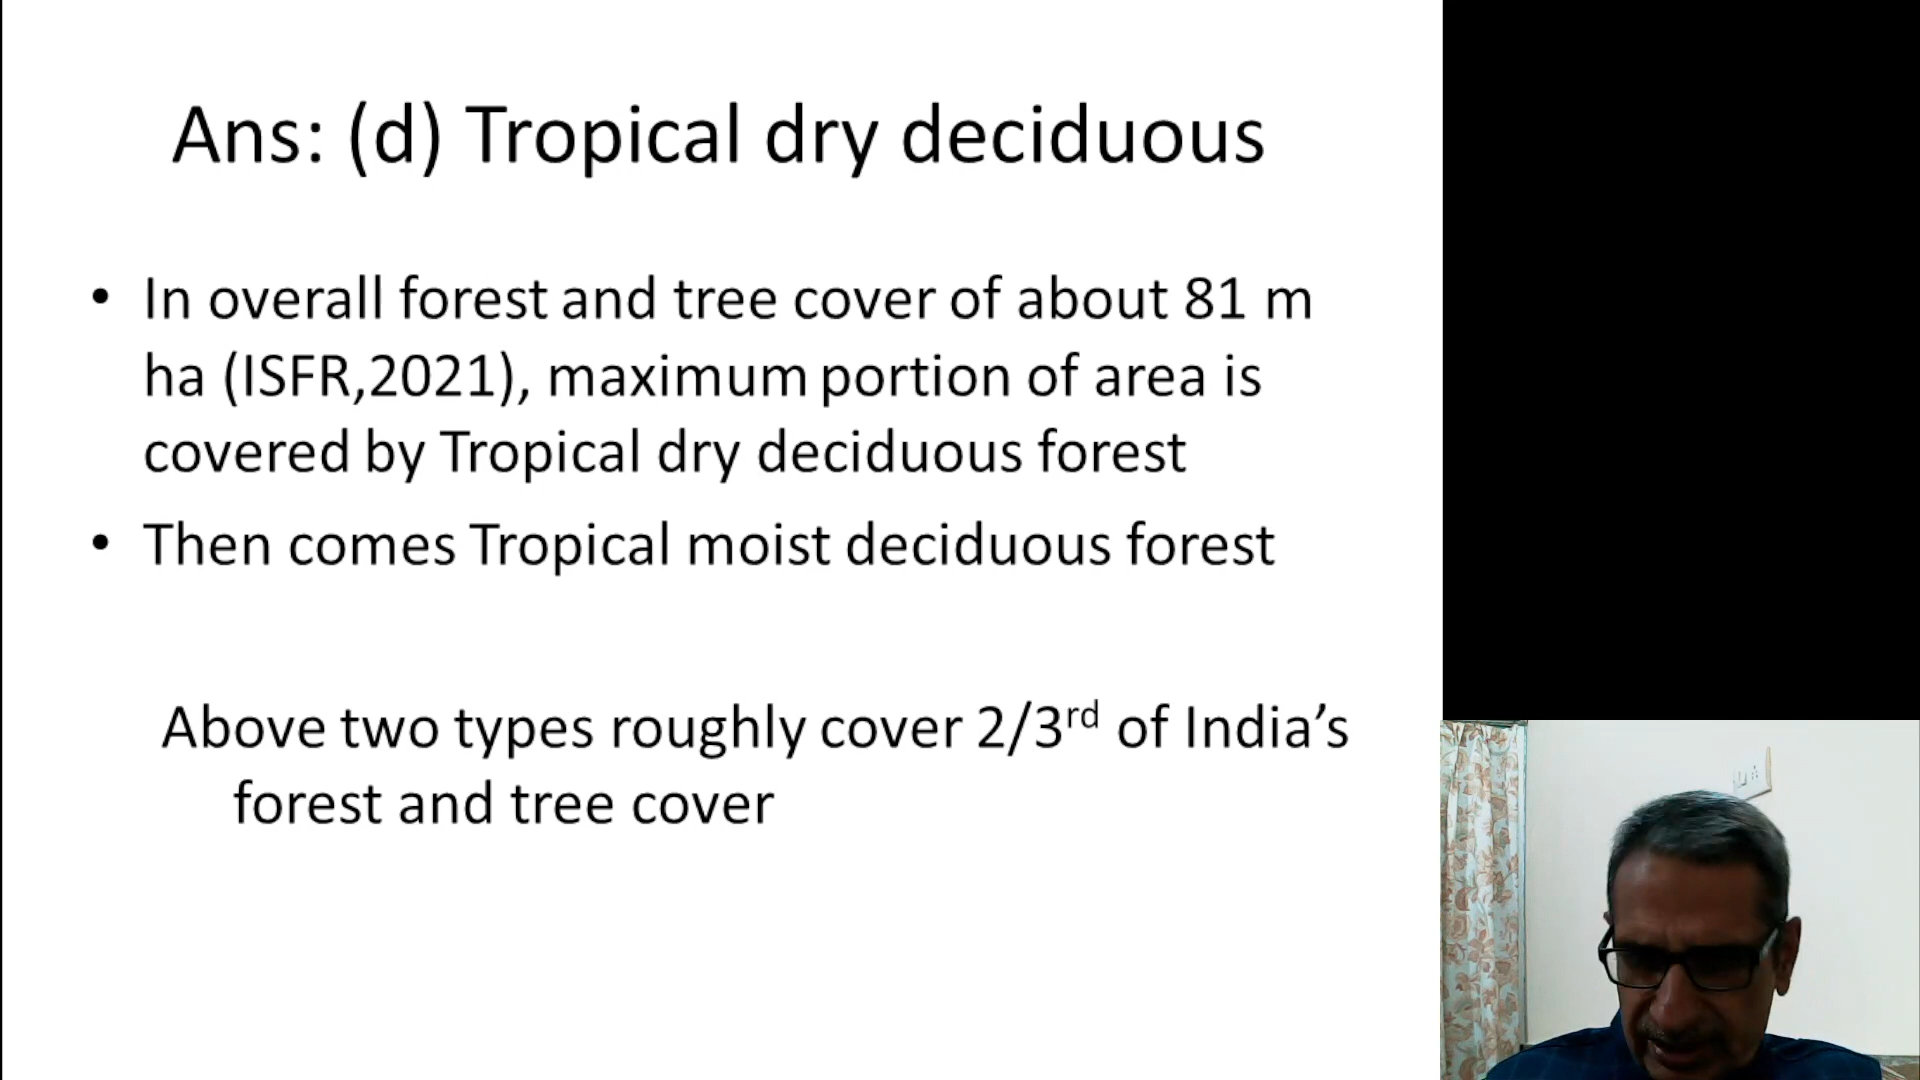 Ans: (d) Tropical dry deciduous
• In overall forest and tree cover of about 81 m
ha (ISFR,2021), maximum portion of area is
covered by Tropical dry deciduous forest
• Then comes Tropical moist deciduous forest
Above two types roughly cover 2/3rd of India’s
forest and tree cover